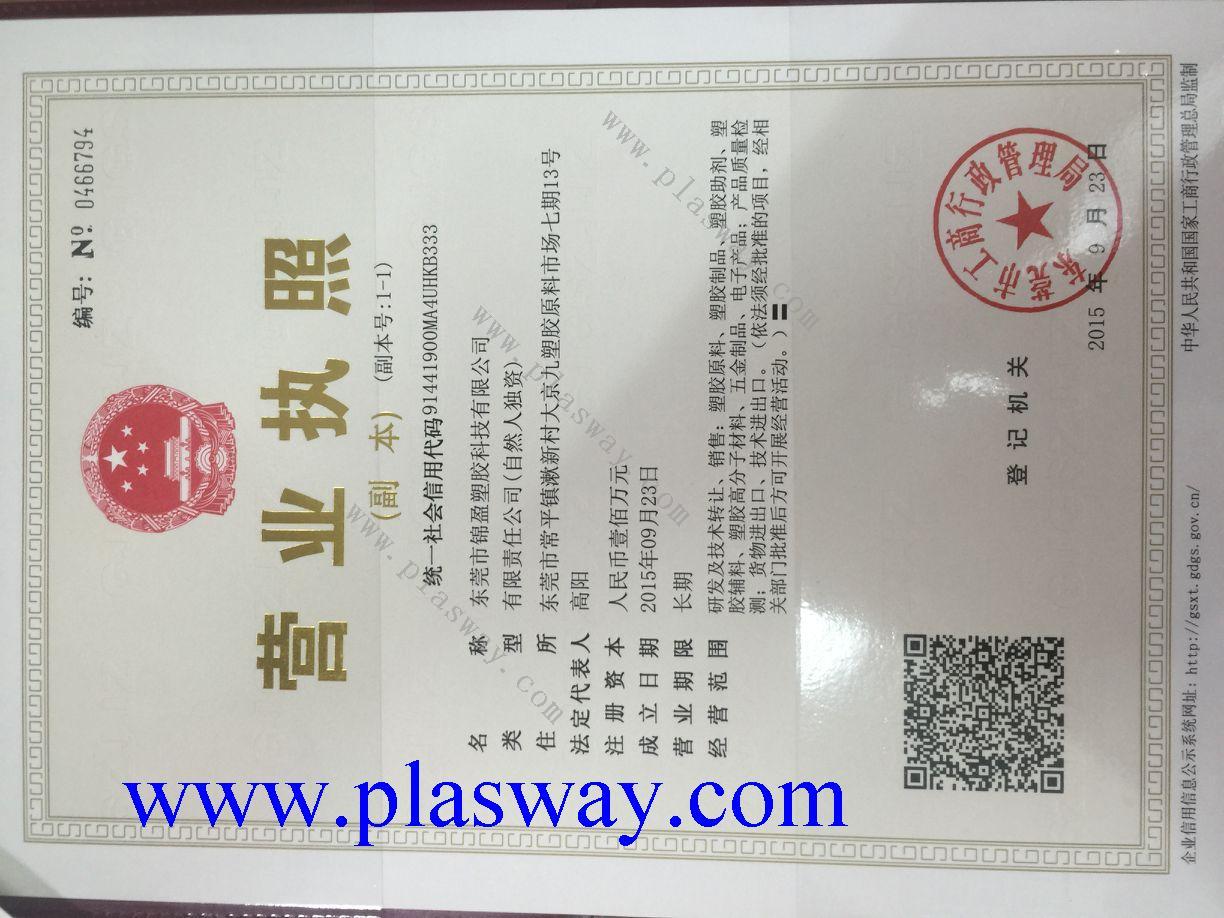 编号: № 0466794
营业执照
(副 本) (副本号:1-1)
统一社会信用代码91441900MA4UHKB333
名称 东莞市锦盈塑胶科技有限公司
类型 有限责任公司(自然人独资)
住所 东莞市常平镇漱新村大京九塑胶原料市场七期13号
法定代表人 高阳
注册资本 人民币壹佰万元
成立日期 2015年09月23日
营业期限 长期
经营范围 研发及技术转让、销售：塑胶原料、塑胶制品、塑胶助剂、塑
胶辅料、塑胶高分子材料、五金制品、电子产品；产品质量检
测；货物进出口、技术进出口。（依法须经批准的项目，经相
关部门批准后方可开展经营活动。）
登记机关
东莞市工商行政管理局
2015 年 9 月 23 日
企业信用信息公示系统网址: http://gsxt.gdgs.gov.cn/
中华人民共和国国家工商行政管理总局监制
www.plasway.com
www.plasway.com
www.plasway.com
www.plasway.com